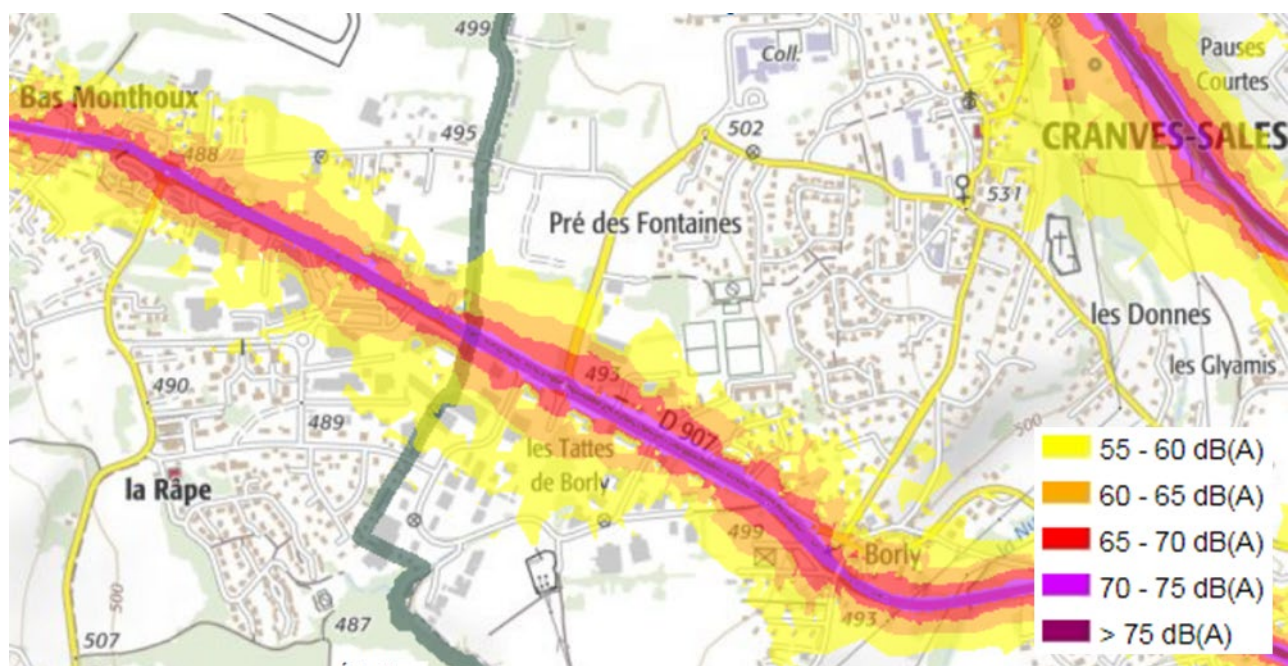 499
Coll.
Pauses
Courtes
Bas Monthoux
495
502
CRANVES-SALES
488
531
Pré des Fontaines
les Donnes
les Glyamis
490
493
489
D 907
les Tattes
de Borly
500
la Râpe
499
Borly
500
493
487
507
55 - 60 dB(A)
60 - 65 dB(A)
65 - 70 dB(A)
70 - 75 dB(A)
> 75 dB(A)